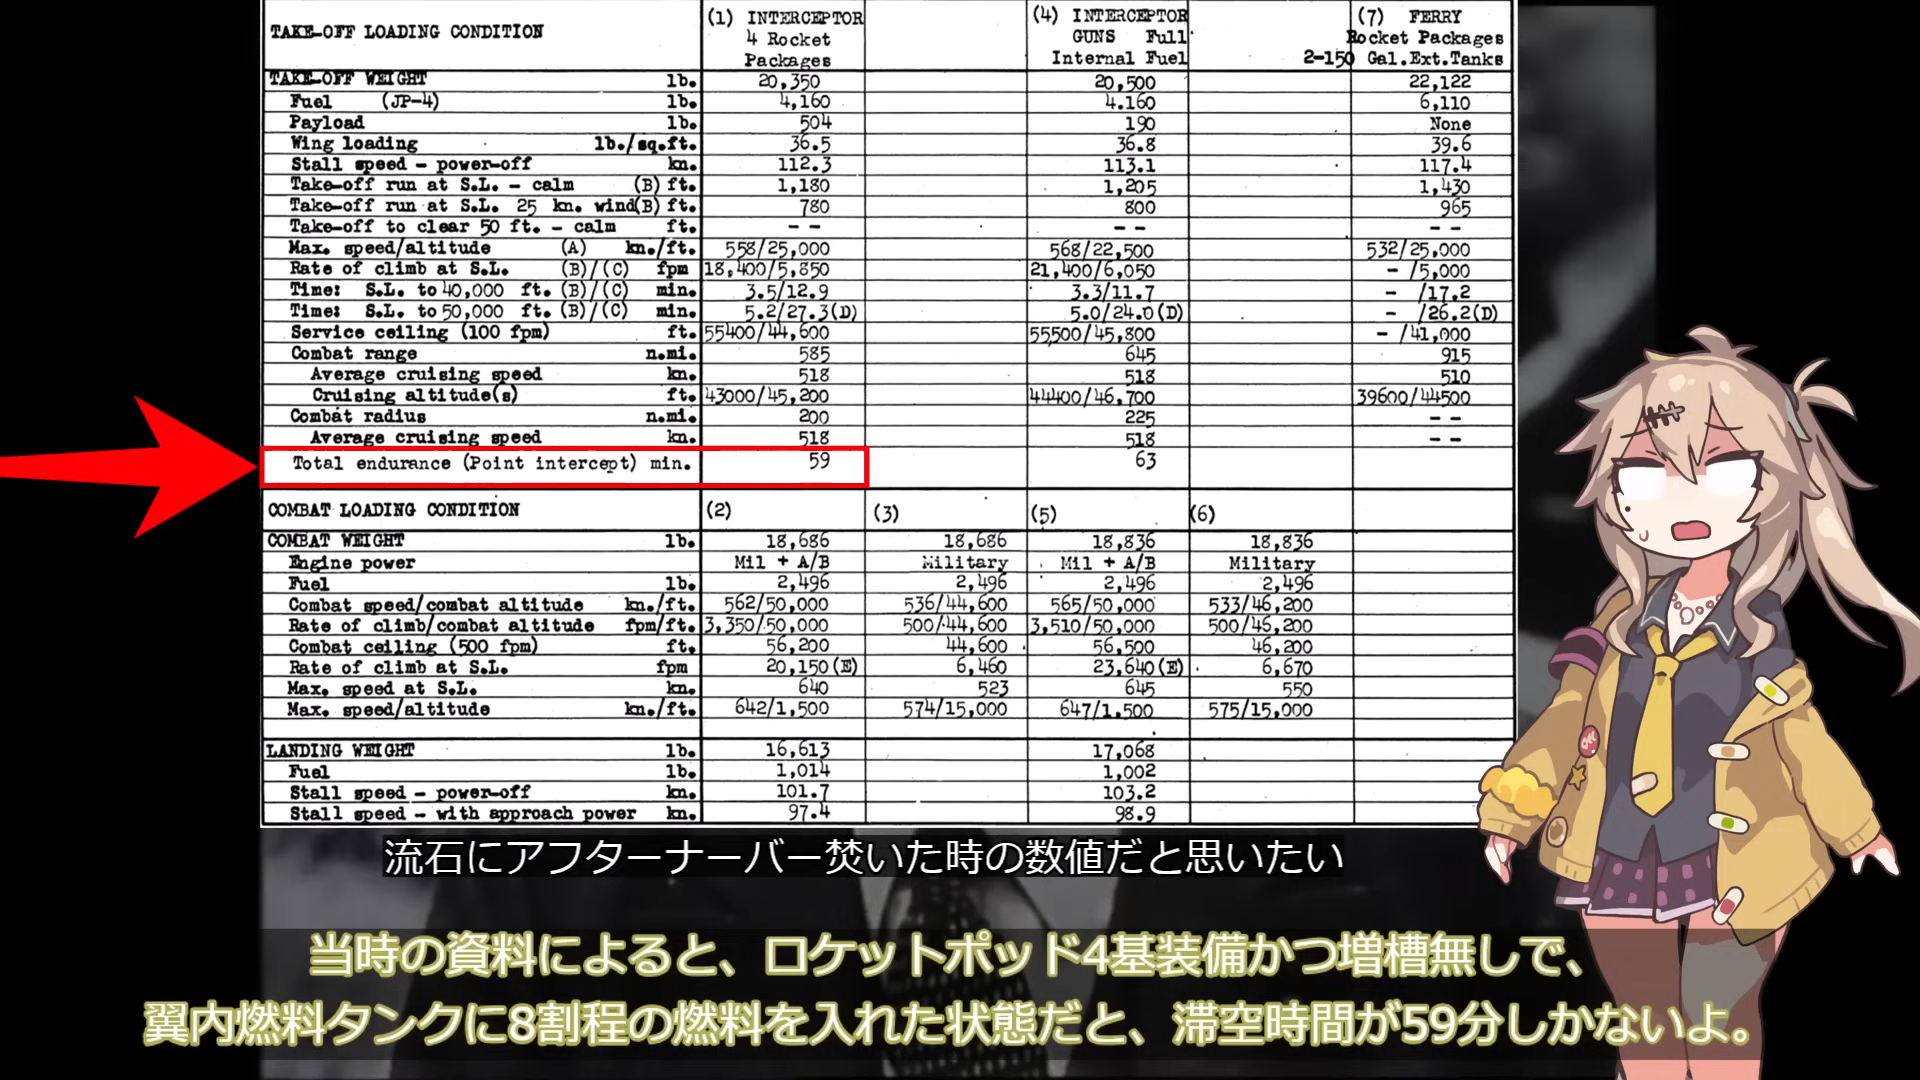 TAKE-OFF LOADING CONDITION (1) INTERCEPTOR 4 Rocket Packages (4) INTERCEPTOR GUNS Full Internal Fuel (7) FERRY Rocket Packages 2-150 Gal.Ext.Tanks
TAKE-OFF WEIGHT lb. 20,350 20,500 22,122
Fuel (JP-4) lb. 4,160 4.160 6,110
Payload lb. 504 190 None
Wing loading lb./sq.ft. 36.5 36.8 39.6
Stall speed - power-off kn. 112.3 113.1 117.4
Take-off run at S.L. - calm (B) ft. 1,180 1,205 1,430
Take-off run at S.L. 25 kn. wind(B) ft. 780 800 965
Take-off to clear 50 ft. - calm ft. -- -- --
Max. speed/altitude (A) kn./ft. 558/25,000 568/22,500 532/25,000
Rate of climb at S.L. (B)/(C) fpm 18,400/5,850 21,400/6,050 - /5,000
Time: S.L. to 40,000 ft. (B)/(C) min. 3.5/12.9 3.3/11.7 - /17.2
Time: S.L. to 50,000 ft. (B)/(C) min. 5.2/27.3(D) 5.0/24.0(D) - /26.2(D)
Service ceiling (100 fpm) ft. 55400/44,600 55500/45,800 - /41,000
Combat range n.mi. 585 645 915
Average cruising speed kn. 518 518 510
Cruising altitude(s) ft. 43000/45,200 44400/46,700 39600/44500
Combat radius n.mi. 200 225 --
Average cruising speed kn. 518 518 --
Total endurance (Point intercept) min. 59 63
COMBAT LOADING CONDITION (2) (3) (5) (6)
COMBAT WEIGHT lb. 18,686 18,686 18,836 18,836
Engine power Mil + A/B Military Mil + A/B Military
Fuel lb. 2,496 2,496 2,496 2,496
Combat speed/combat altitude kn./ft. 562/50,000 536/44,600 565/50,000 533/46,200
Rate of climb/combat altitude fpm/ft. 3,350/50,000 500/44,600 3,510/50,000 500/46,200
Combat ceiling (500 fpm) ft. 56,200 44,600 56,500 46,200
Rate of climb at S.L. fpm 20,150(E) 6,460 23,640(E) 6,670
Max. speed at S.L. kn. 640 523 645 550
Max. speed/altitude kn./ft. 642/1,500 574/15,000 647/1.500 575/15,000
LANDING WEIGHT lb. 16,613 17,068
Fuel lb. 1,014 1,002
Stall speed - power-off kn. 101.7 103.2
Stall speed - with approach power kn. 97.4 98.9
流石にアフターナーバー焚いた時の数値だと思いたい
当時の資料によると、ロケットポッド4基装備かつ増槽無しで、
翼内燃料タンクに8割程の燃料を入れた状態だと、滞空時間が59分しかないよ。